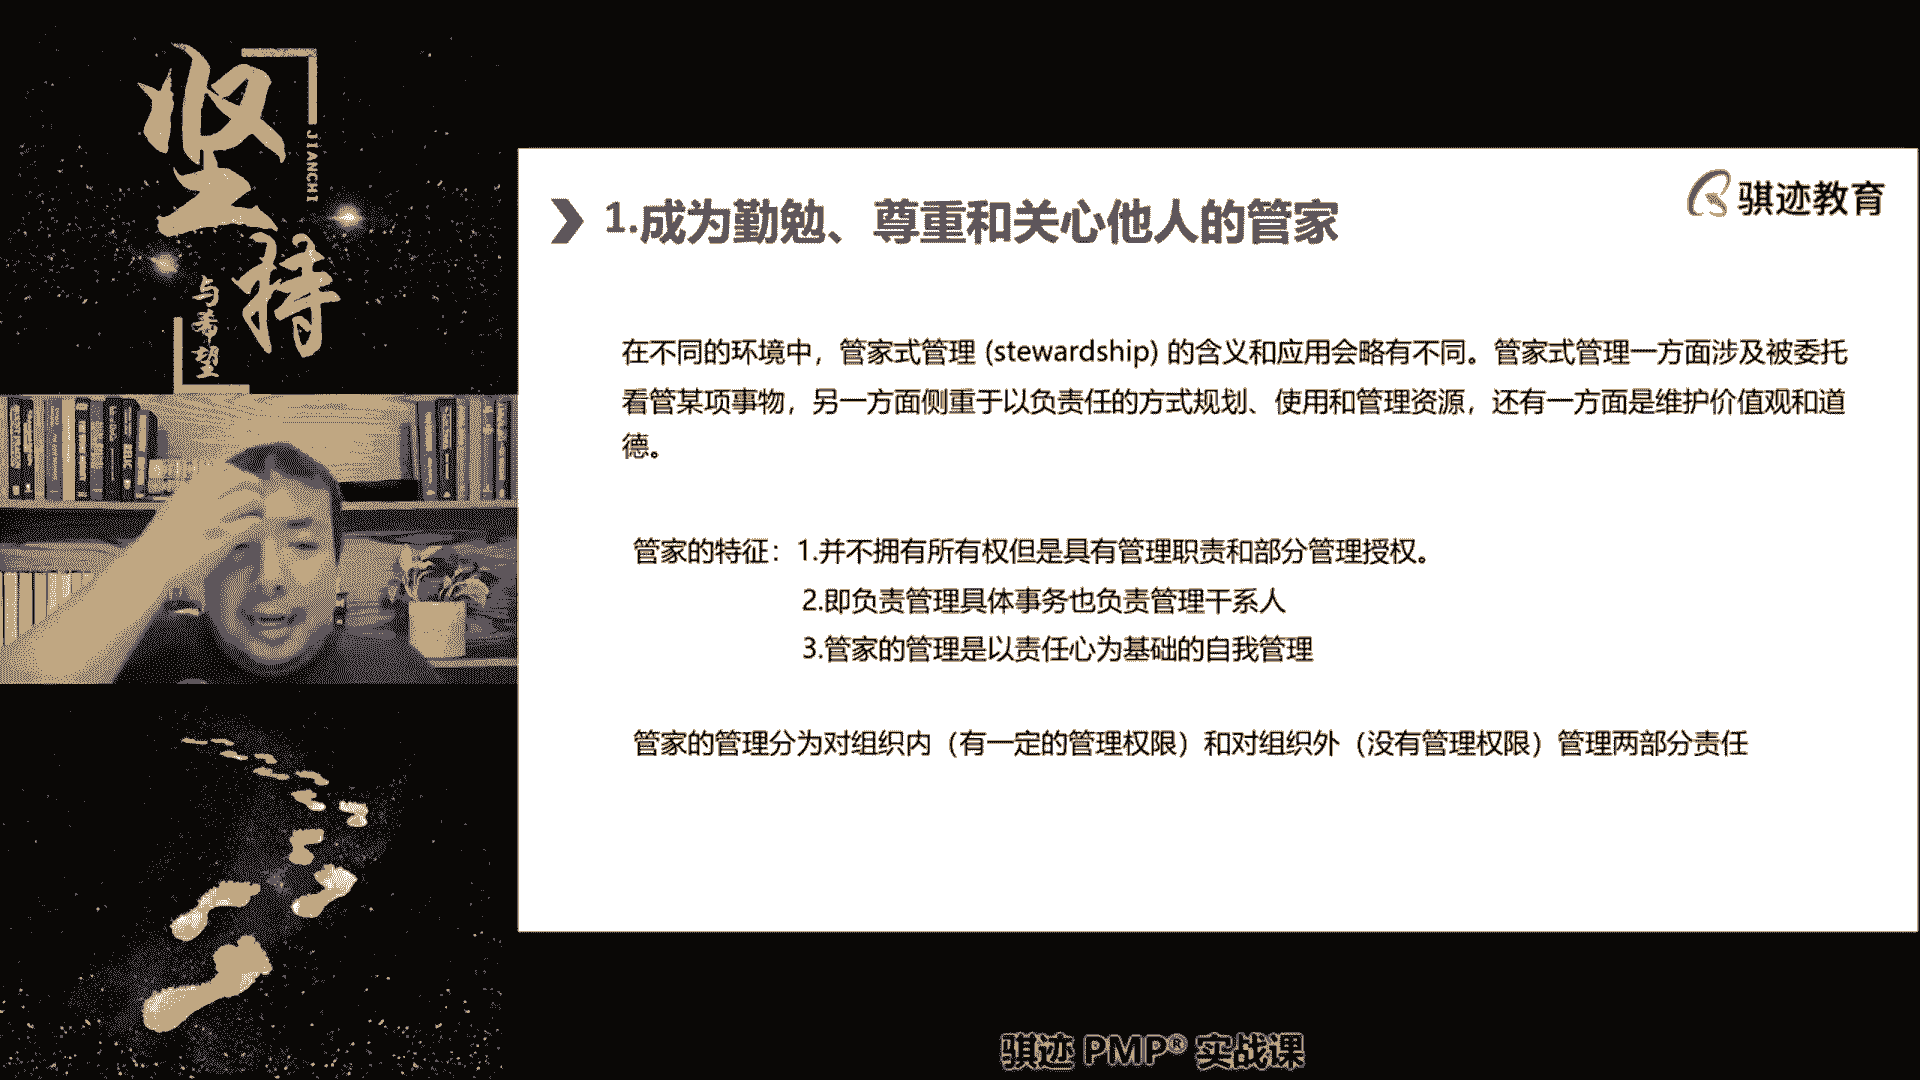 坚持
JIANCHI
与希望
骐迹教育
1.成为勤勉、尊重和关心他人的管家
在不同的环境中，管家式管理 (stewardship) 的含义和应用会略有不同。管家式管理一方面涉及被委托
看管某项事物，另一方面侧重于以负责任的方式规划、使用和管理资源，还有一方面是维护价值观和道
德。
管家的特征：1.并不拥有所有权但是具有管理职责和部分管理授权。
2.即负责管理具体事务也负责管理干系人
3.管家的管理是以责任心为基础的自我管理
管家的管理分为对组织内（有一定的管理权限）和对组织外（没有管理权限）管理两部分责任
骐迹 PMP® 实战课